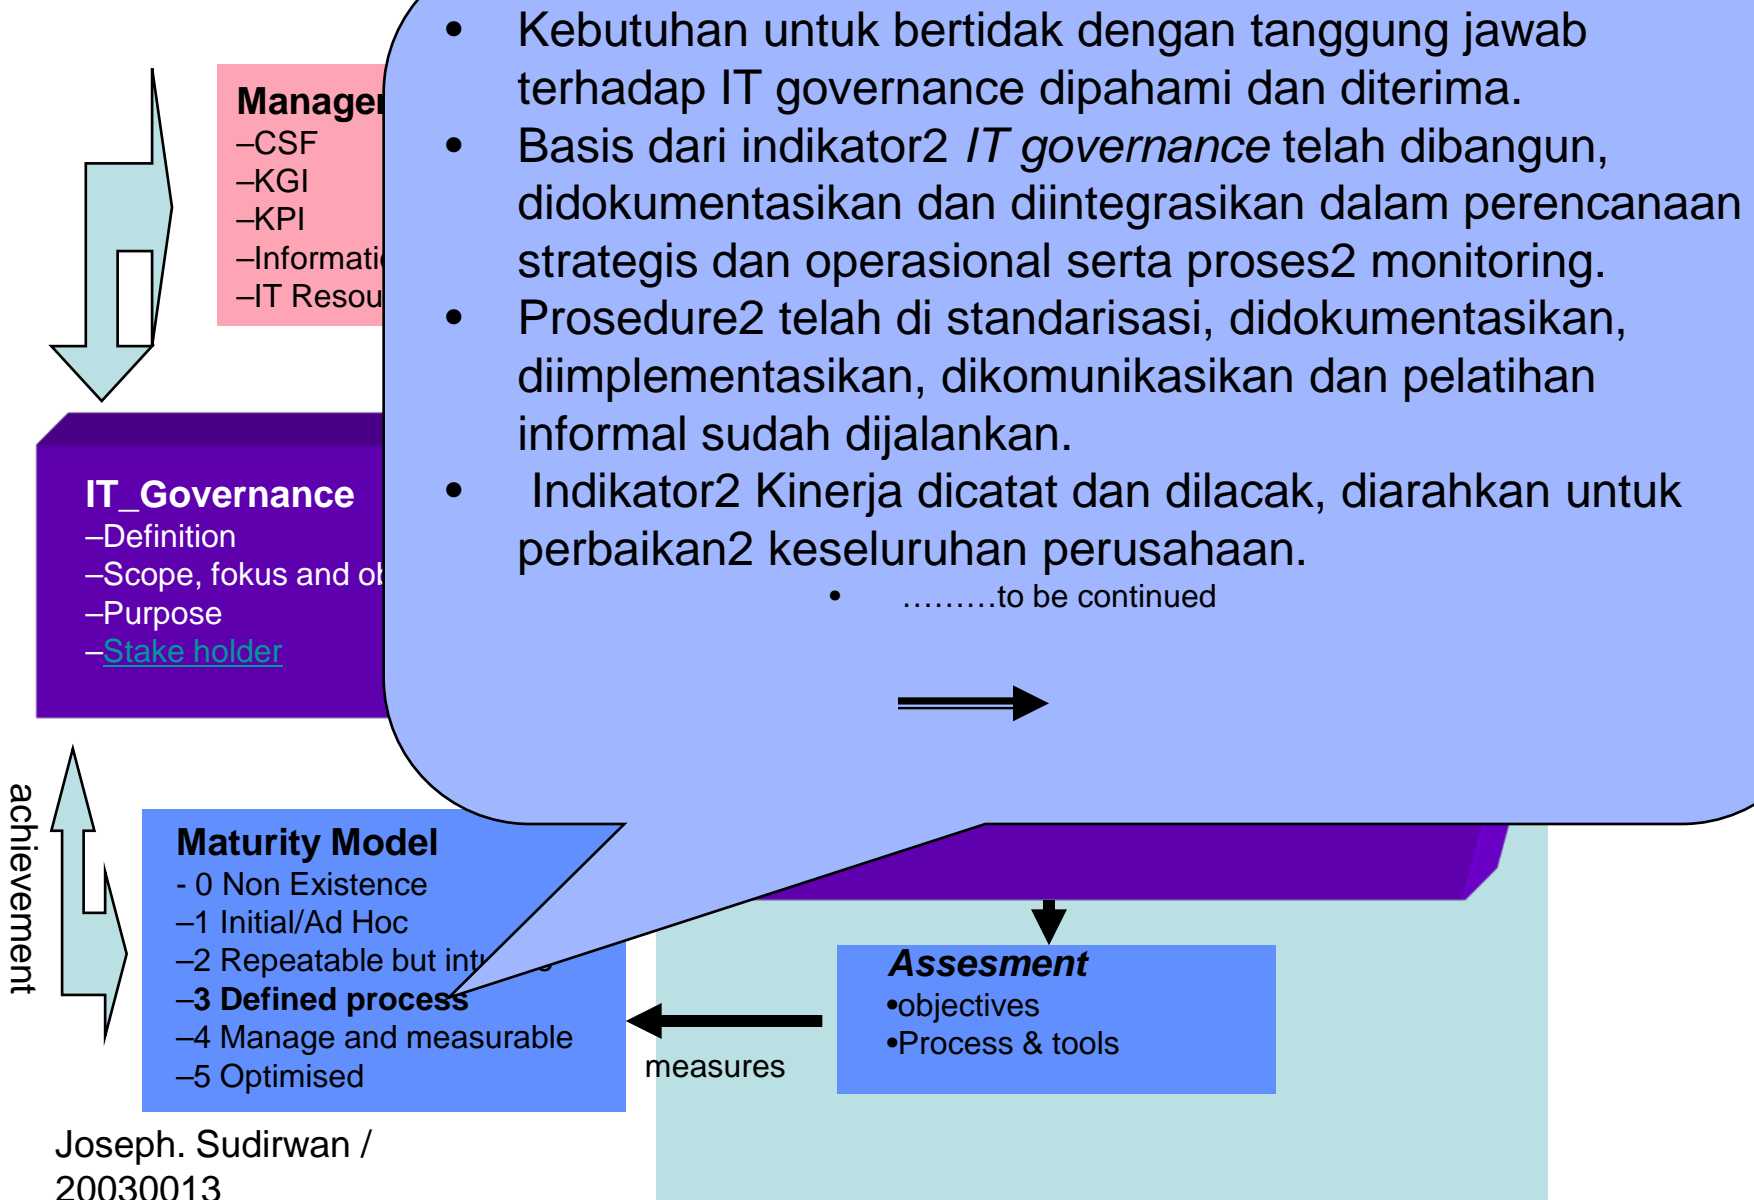 • Kebutuhan untuk bertidak dengan tanggung jawab
terhadap IT governance dipahami dan diterima.
• Basis dari indikator2 IT governance telah dibangun,
didokumentasikan dan diintegrasikan dalam perencanaan
strategis dan operasional serta proses2 monitoring.
• Prosedure2 telah di standarisasi, didokumentasikan,
diimplementasikan, dikomunikasikan dan pelatihan
informal sudah dijalankan.
• Indikator2 Kinerja dicatat dan dilacak, diarahkan untuk
perbaikan2 keseluruhan perusahaan.
• ………to be continued
–CSF
–KGI
–KPI
–IT
IT_Governance
–Definition
–Scope, fokus and
–Purpose
–Stake holder
achievement
Maturity Model
- 0 Non Existence
–1 Initial/Ad Hoc
–2 Repeatable but
–3 Defined process
–4 Manage and measurable
–5 Optimised
measures
Assesment
•objectives
•Process & tools
Joseph. Sudirwan /
20030013